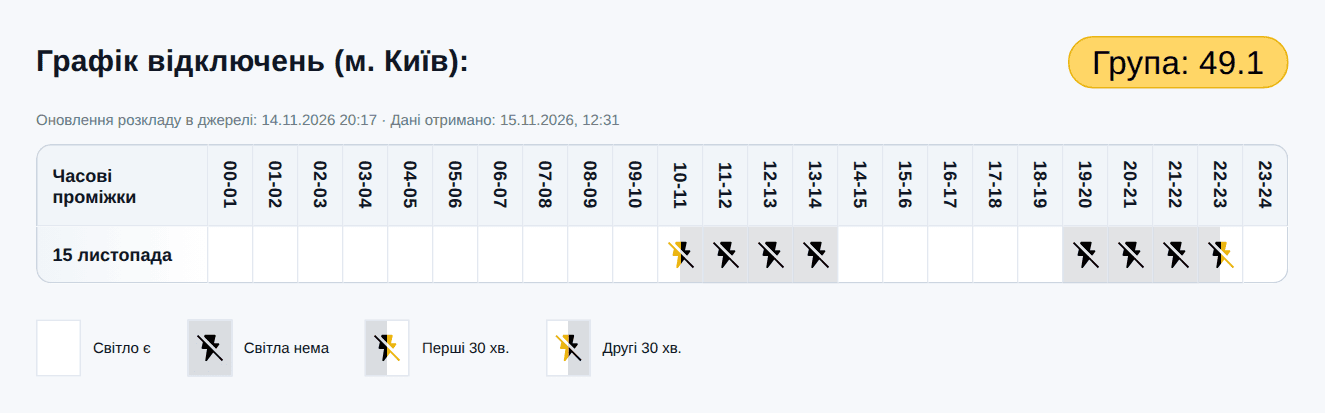 Графік відключень (м. Київ):
Група: 49.1
Оновлення розкладу в джерелі: 14.11.2026 20:17 · Дані отримано: 15.11.2026, 12:31
Часові
проміжки
00-01
01-02
02-03
03-04
04-05
05-06
06-07
07-08
08-09
09-10
10-11
11-12
12-13
13-14
14-15
15-16
16-17
17-18
18-19
19-20
20-21
21-22
22-23
23-24
15 листопада
Світло є
Світла нема
Перші 30 хв.
Другі 30 хв.